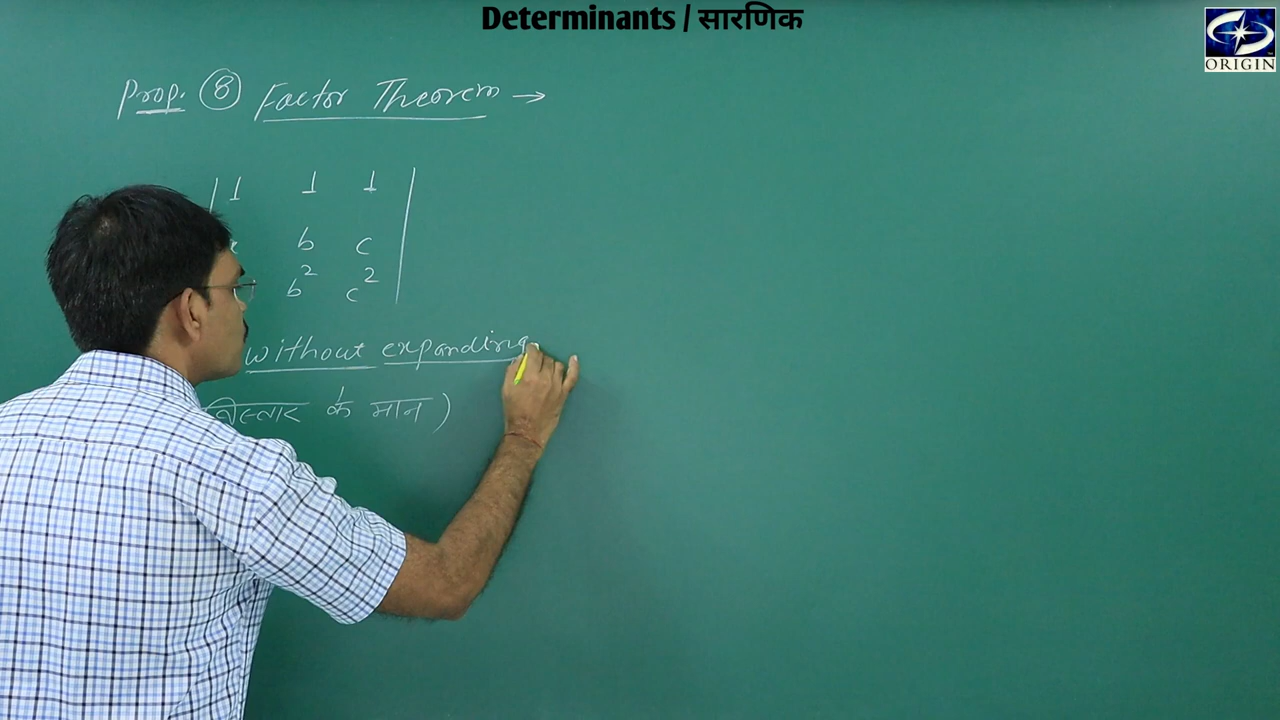 Determinants / सारणिक
ORIGIN
Prop. 8 Factor Theorem →
1 1 1
b c
b² c²
without expanding
विस्तार के मान )